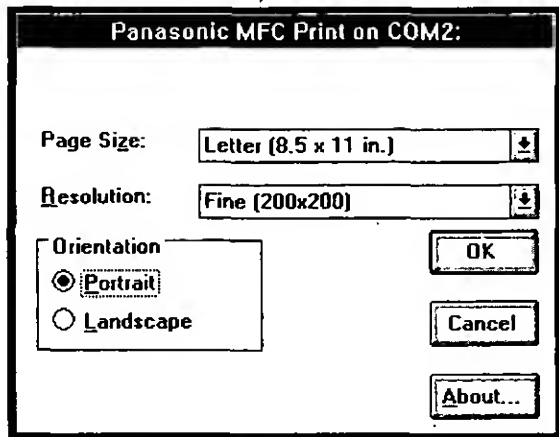 Panasonic MFC Print on COM2:
Page Size: Letter (8.5 x 11 in.)
Resolution: Fine (200x200)
Orientation
Portrait
Landscape
OK
Cancel
About...